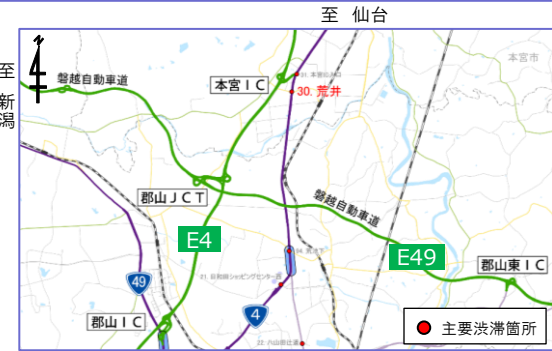 至 仙台
至 新潟
磐越自動車道
本宮IC
本宮市
30. 荒井
郡山JCT
磐越自動車道
E4
E49
郡山東IC
49
4
郡山IC
主要渋滞箇所